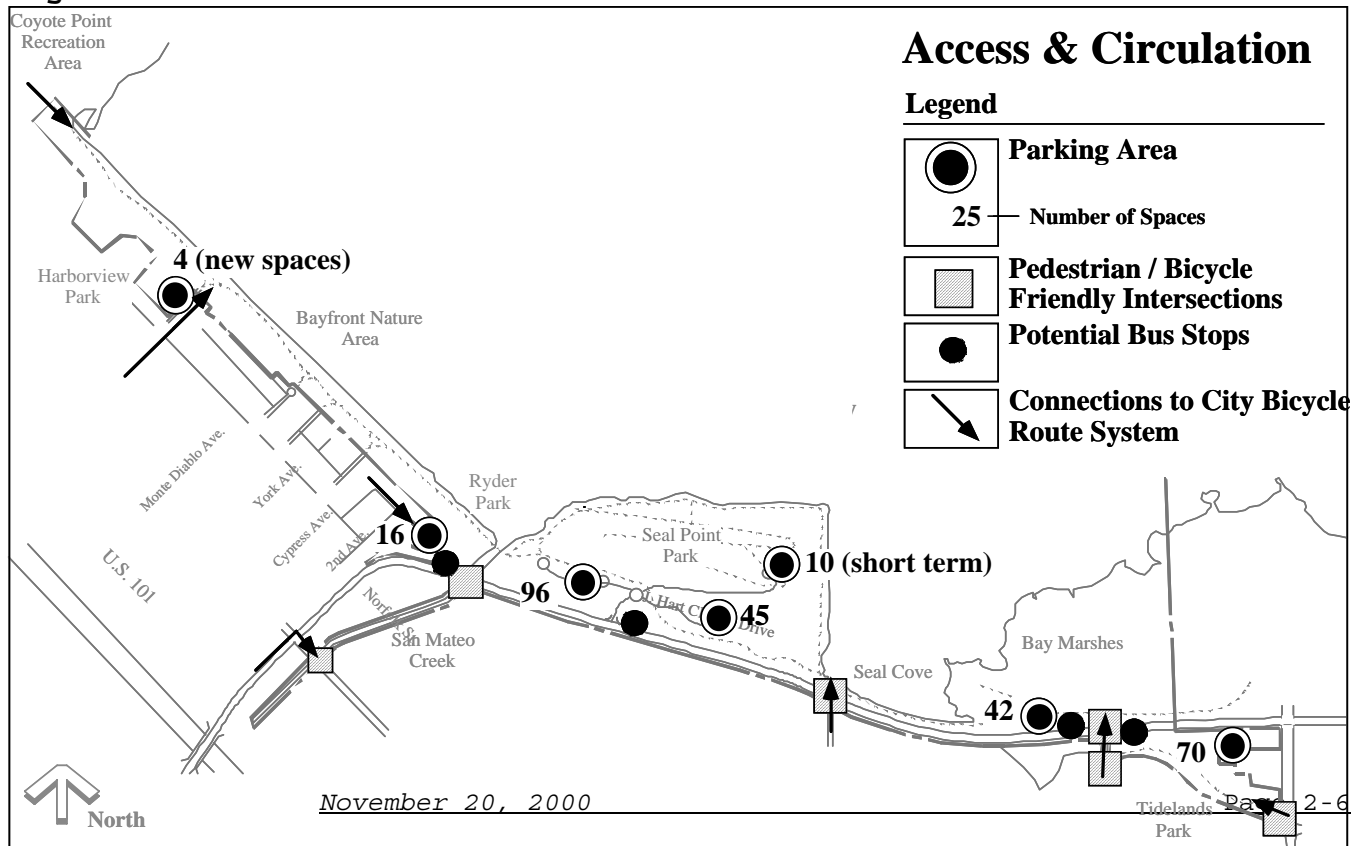 Coyote Point
Recreation
Area
Access & Circulation
Legend
Parking Area
25
Number of Spaces
Pedestrian / Bicycle
Friendly Intersections
Potential Bus Stops
Connections to City Bicycle
Route System
4 (new spaces)
Harborview
Park
Bayfront Nature
Area
Monte Diablo Ave.
York Ave.
Cypress Ave.
2nd Ave.
U.S. 101
Ryder
Park
16
Seal Point
Park
10 (short term)
96
45
Drive
San Mateo
Creek
Seal Cove
Bay Marshes
42
70
Tidelands
Park
North
November 20, 2000
2-6